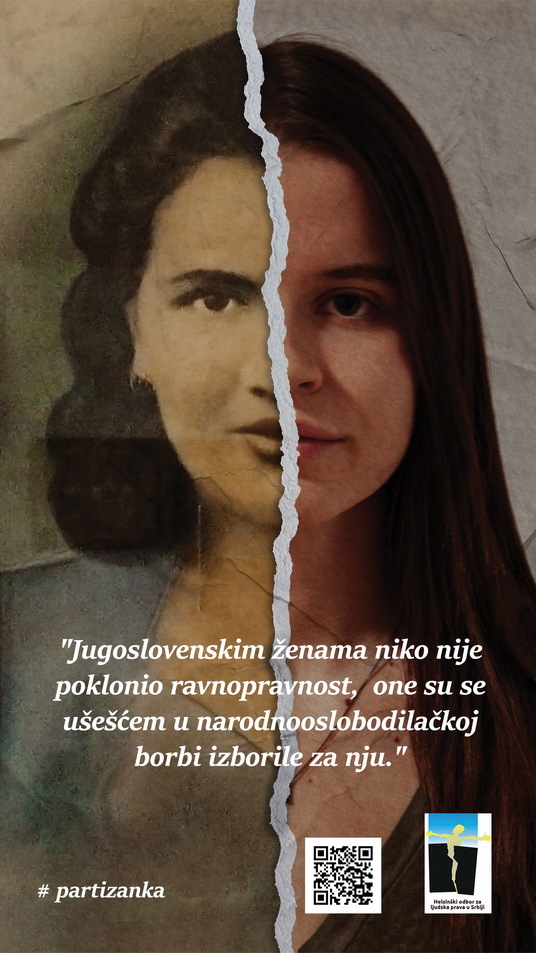 "Jugoslovenskim ženama niko nije
poklonio ravnopravnost,  one su se
ušešćem u narodnooslobodilačkoj
borbi izborile za nju."
# partizanka
Helsinški odbor za
ljudska prava u Srbiji